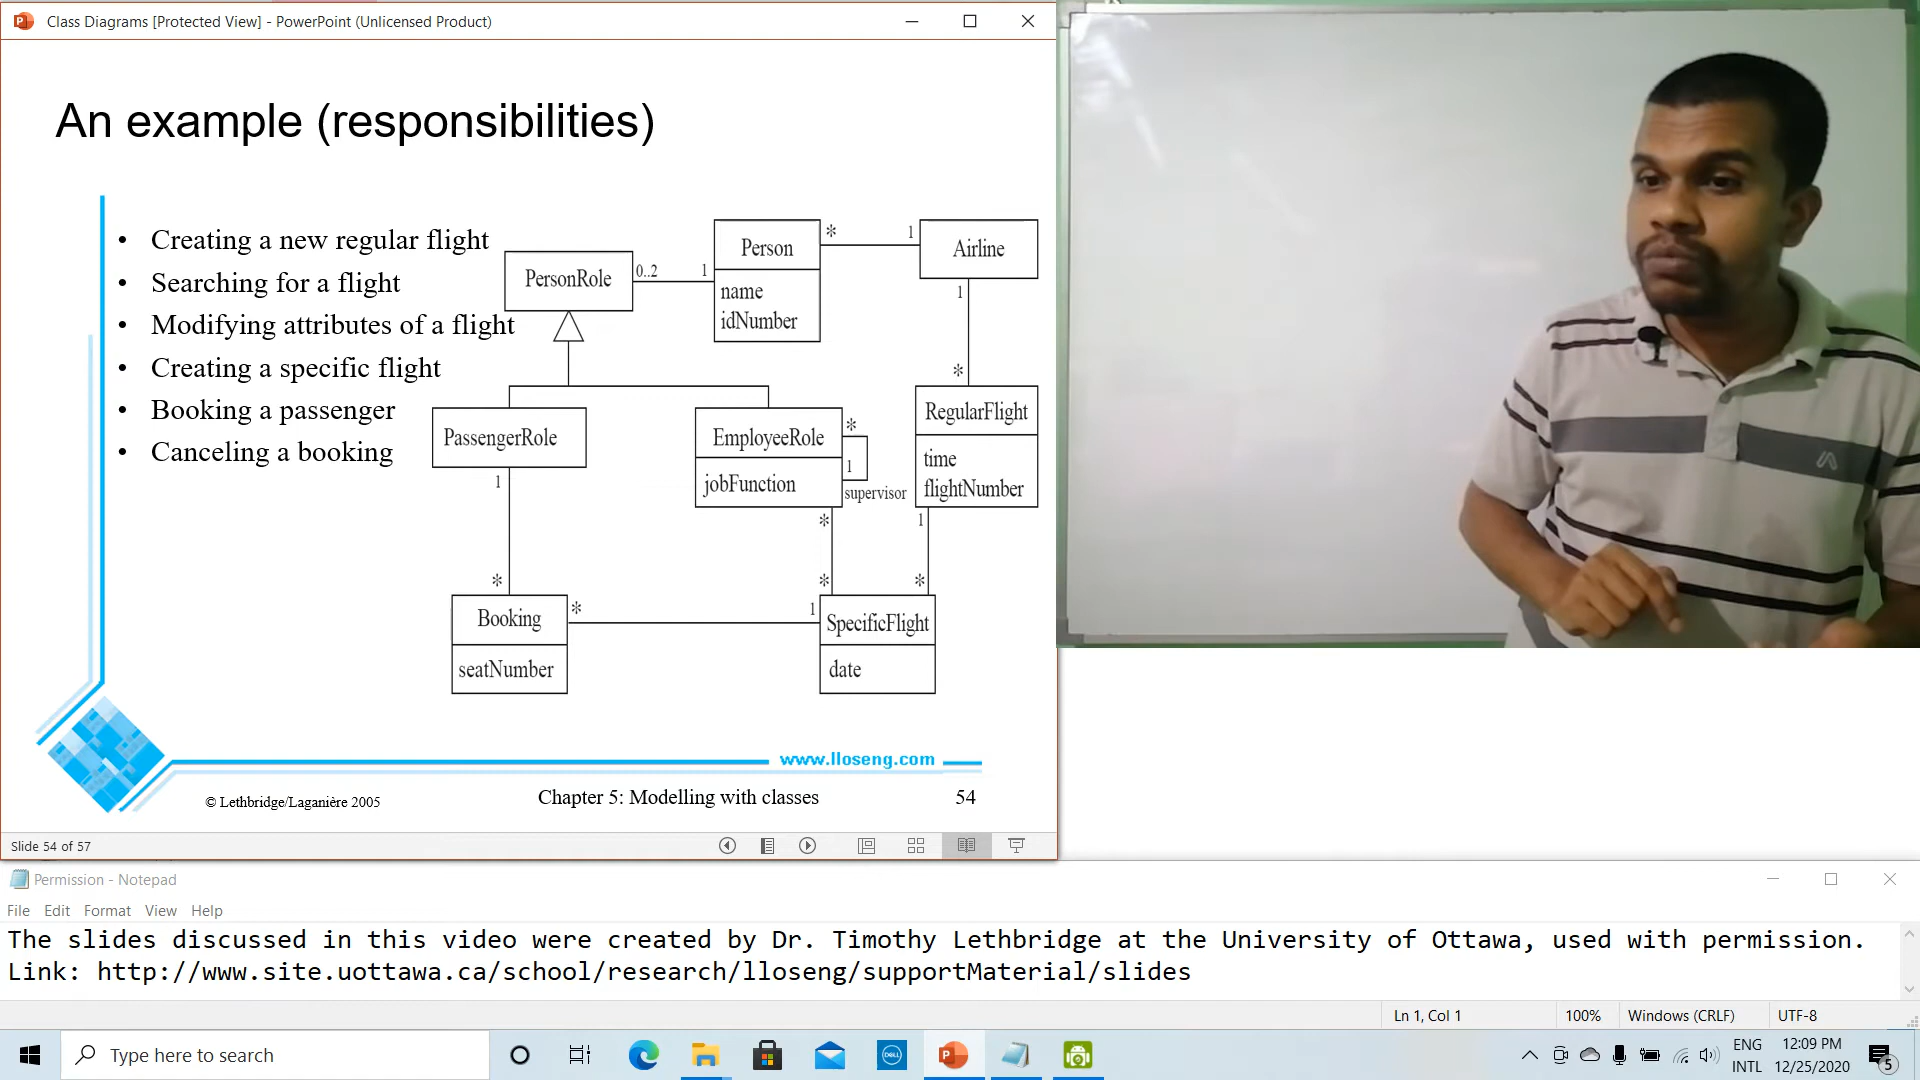 Class Diagrams [Protected View] - PowerPoint (Unlicensed Product)
An example (responsibilities)
• Creating a new regular flight
• Searching for a flight
• Modifying attributes of a flight
• Creating a specific flight
• Booking a passenger
• Canceling a booking
PersonRole
0..2
1
Person
name
idNumber
*
1
Airline
1
*
PassengerRole
EmployeeRole
jobFunction
*
1
supervisor
RegularFlight
time
flightNumber
1
*
*
*
1
*
Booking
seatNumber
*
1
SpecificFlight
date
www.lloseng.com
© Lethbridge/Laganière 2005
Chapter 5: Modelling with classes
54
Slide 54 of 57
Permission - Notepad
File Edit Format View Help
The slides discussed in this video were created by Dr. Timothy Lethbridge at the University of Ottawa, used with permission.
Link: http://www.site.uottawa.ca/school/research/lloseng/supportMaterial/slides
Ln 1, Col 1
100%
Windows (CRLF)
UTF-8
Type here to search
DELL
ENG
INTL
12:09 PM
12/25/2020
5